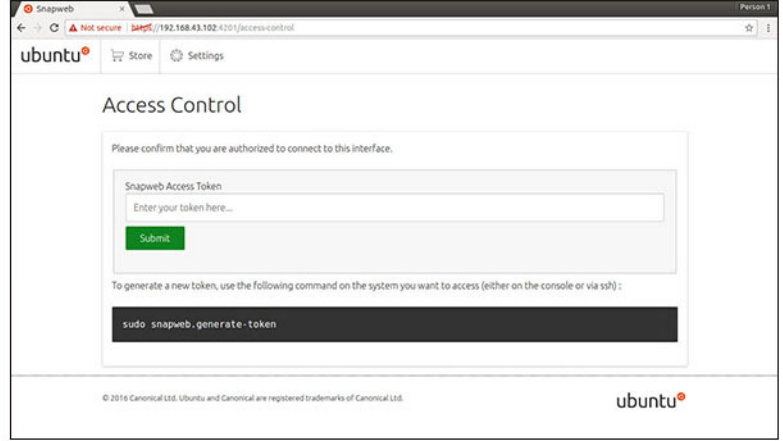 Snapweb
Person 1
Not secure | https://192.168.43.102:4201/access-control
ubuntu
Store
Settings
Access Control
Please confirm that you are authorized to connect to this interface.
Snapweb Access Token
Enter your token here...
Submit
To generate a new token, use the following command on the system you want to access (either on the console or via ssh) :
sudo snapweb.generate-token
© 2016 Canonical Ltd. Ubuntu and Canonical are registered trademarks of Canonical Ltd.
ubuntu